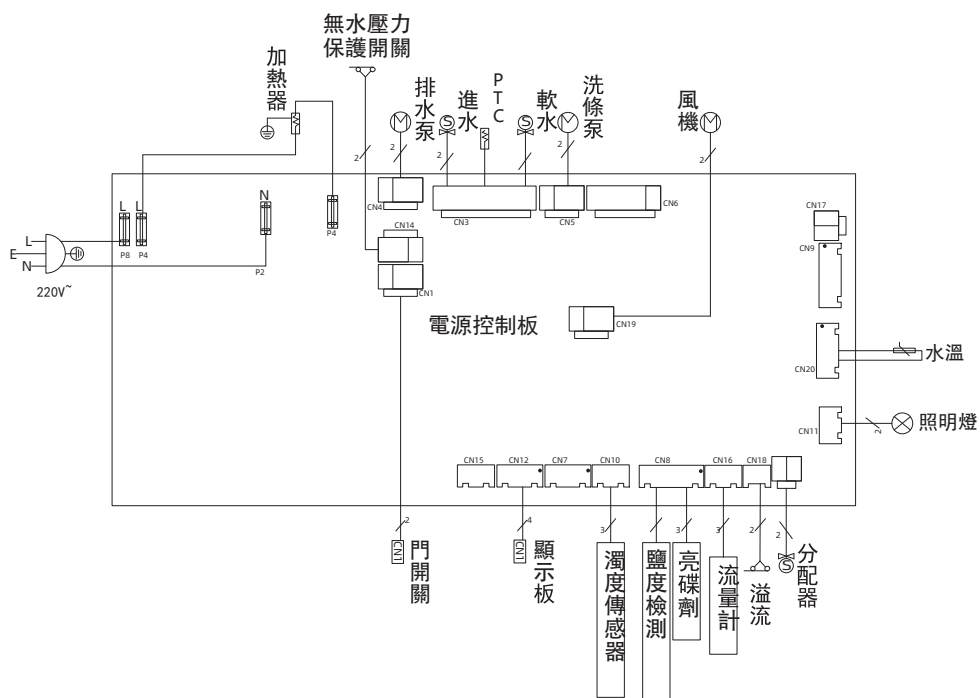 無水壓力
保護開關
加熱器
排水泵
進水
PTC
軟水
洗條泵
風機
2
2
2
2
2
2
CN4
CN3
CN5
CN6
CN17
CN14
CN9
L
L
N
P8
P4
P2
P4
L
E
N
220V~
CN1
電源控制板
CN19
CN20
水溫
CN11
2
照明燈
CN15
CN12
CN7
CN10
CN8
CN16
CN18
2
4
3
3
3
2
2
CN1
門開關
CN1
顯示板
濁度傳感器
鹽度檢測
亮碟劑
流量計
溢流
分配器
S
S
S
M
M
M